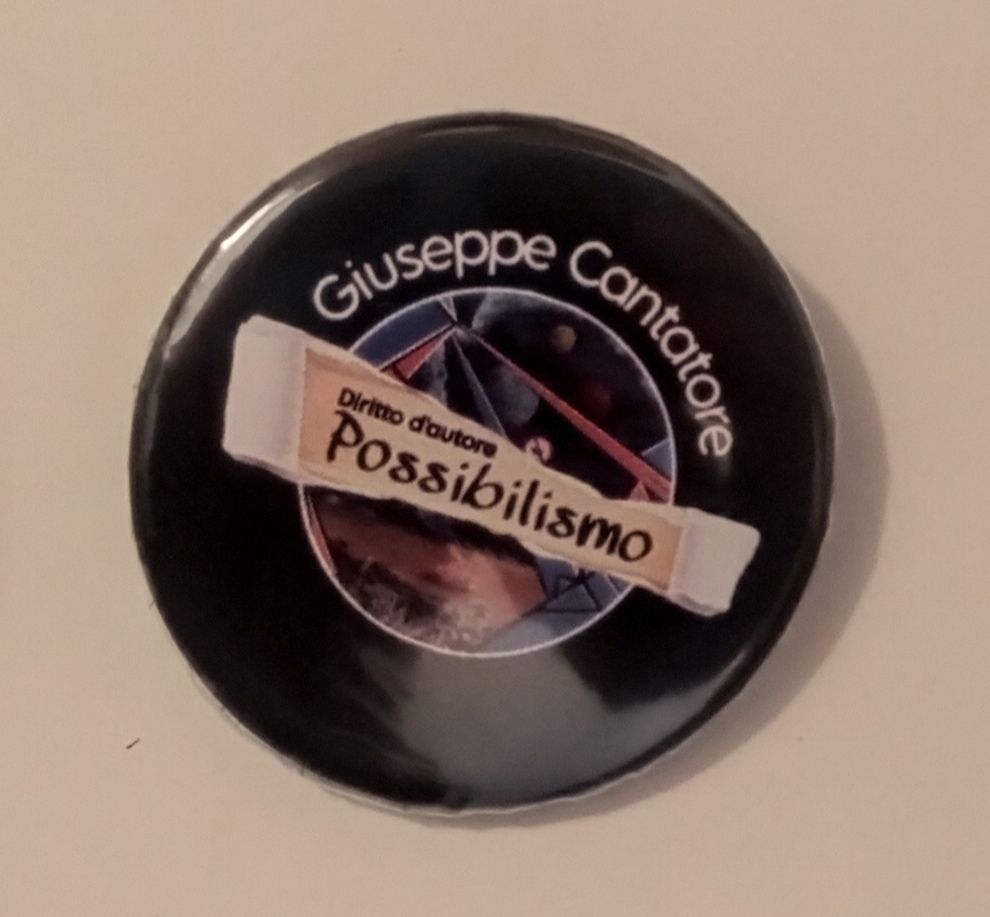 Giuseppe Cantatore
Diritto d'autore
Possibilismo